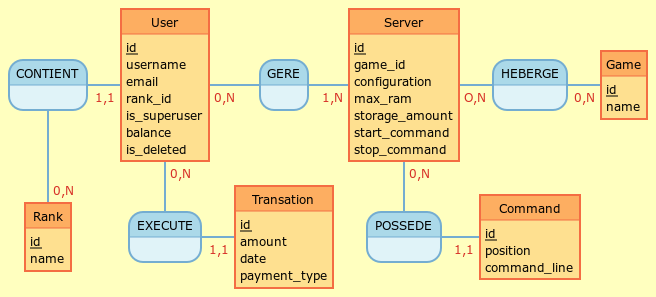 User
id
username
email
rank_id
is_superuser
balance
is_deleted
Server
id
game_id
configuration
max_ram
storage_amount
start_command
stop_command
Game
id
name
CONTIENT
1,1
0,N
GERE
0,N
1,N
HEBERGE
O,N
0,N
Rank
id
name
EXECUTE
0,N
1,1
Transation
id
amount
date
payment_type
POSSEDE
0,N
1,1
Command
id
position
command_line